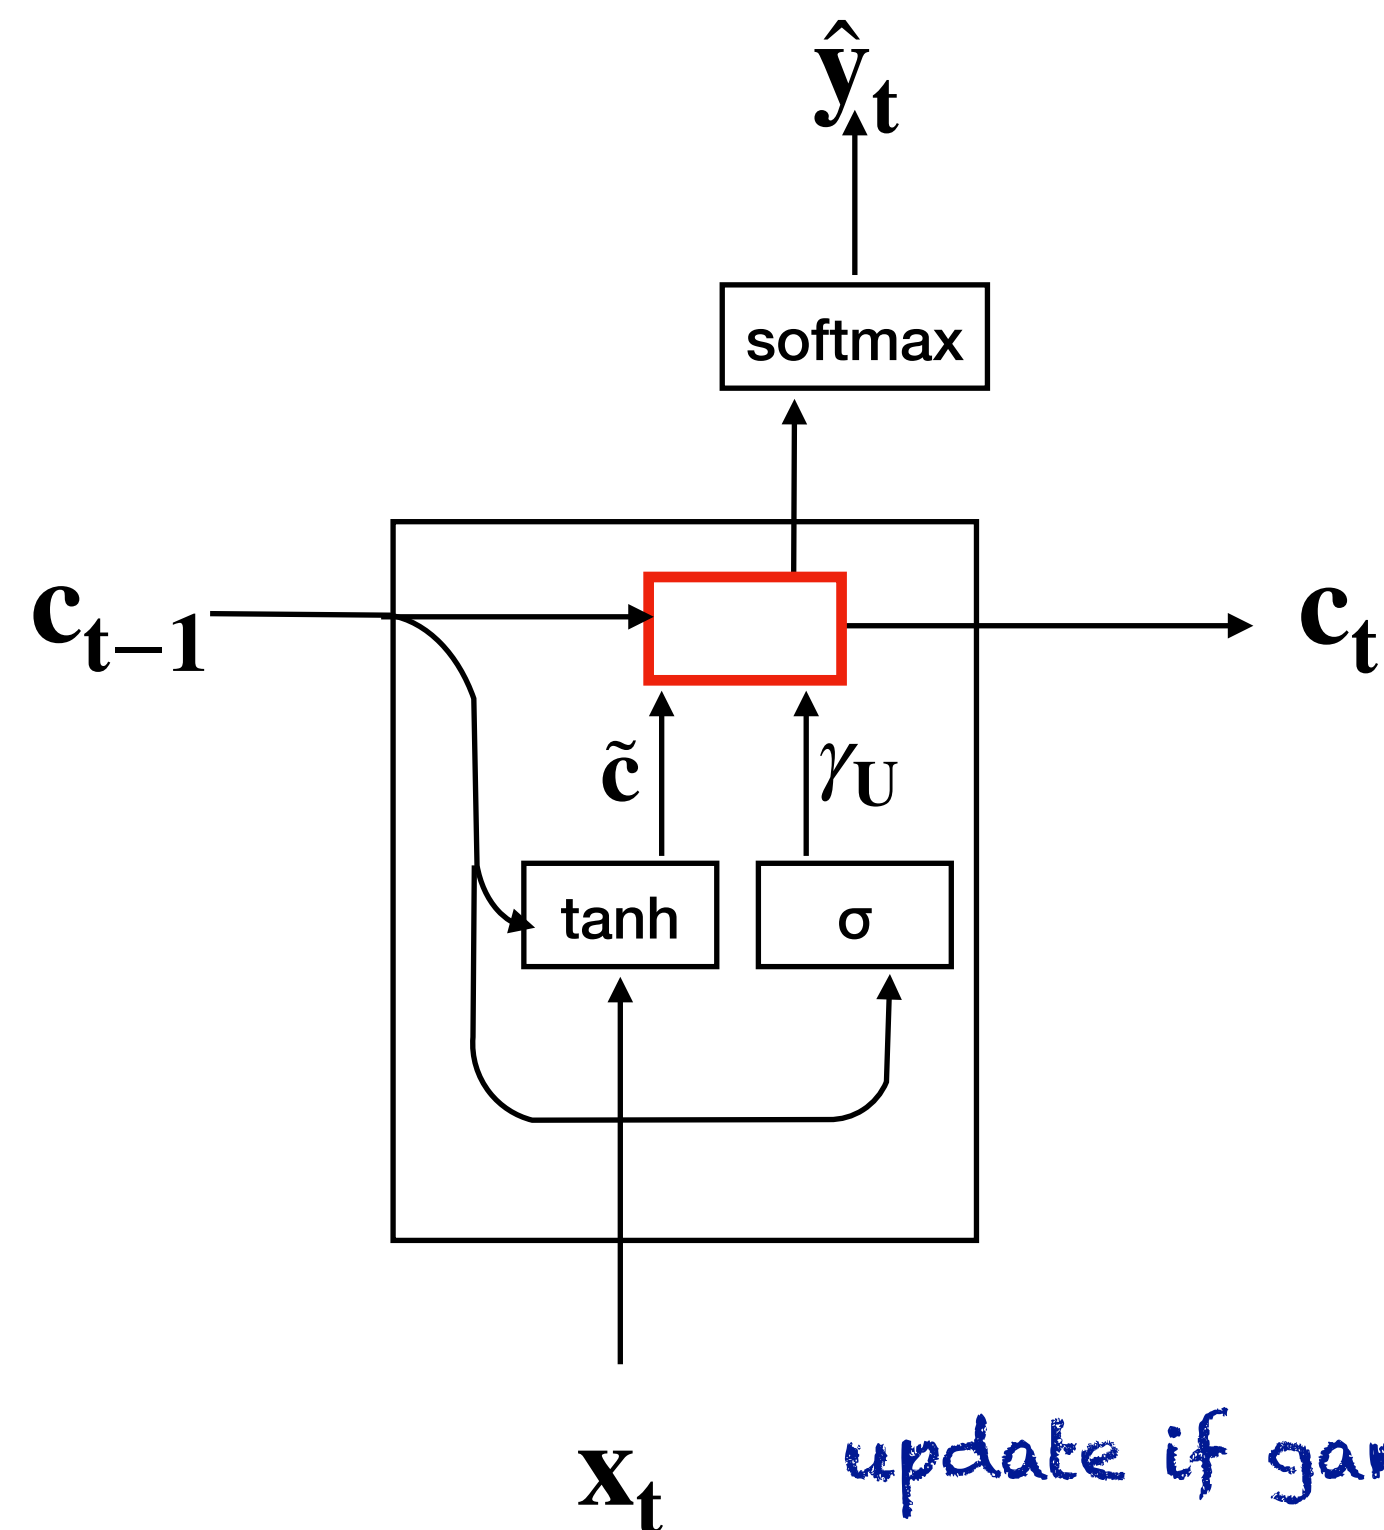 ŷt
softmax
ct−1
ct
c̃
γU
tanh
σ
xt
update if